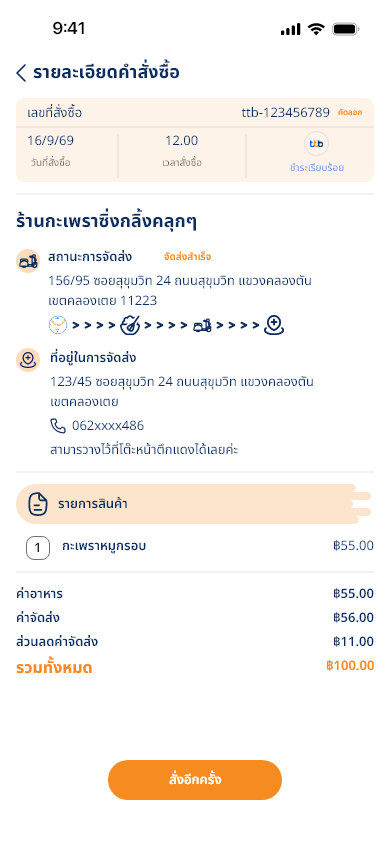 9:41
รายละเอียดคำสั่งซื้อ
เลขที่สั่งซื้อ ttb-123456789 คัดลอก
16/9/69 12.00 ttb
วันที่สั่งซื้อ เวลาสั่งซื้อ ชำระเรียบร้อย
ร้านกะเพราซิ่งกลิ้งคลุกๆ
สถานะการจัดส่ง จัดส่งสำเร็จ
156/95 ซอยสุขุมวิท 24 ถนนสุขุมวิท แขวงคลองตัน
เขตคลองเตย 11223
> > > > > > > > > > > >
ที่อยู่ในการจัดส่ง
123/45 ซอยสุขุมวิท 24 ถนนสุขุมวิท แขวงคลองตัน
เขตคลองเตย
062xxxx486
สามารวางไว้ที่โต๊ะหน้าตึกแดงได้เลยค่ะ
รายการสินค้า
1 กะเพราหมูกรอบ ฿55.00
ค่าอาหาร ฿55.00
ค่าจัดส่ง ฿56.00
ส่วนลดค่าจัดส่ง ฿11.00
รวมทั้งหมด ฿100.00
สั่งอีกครั้ง